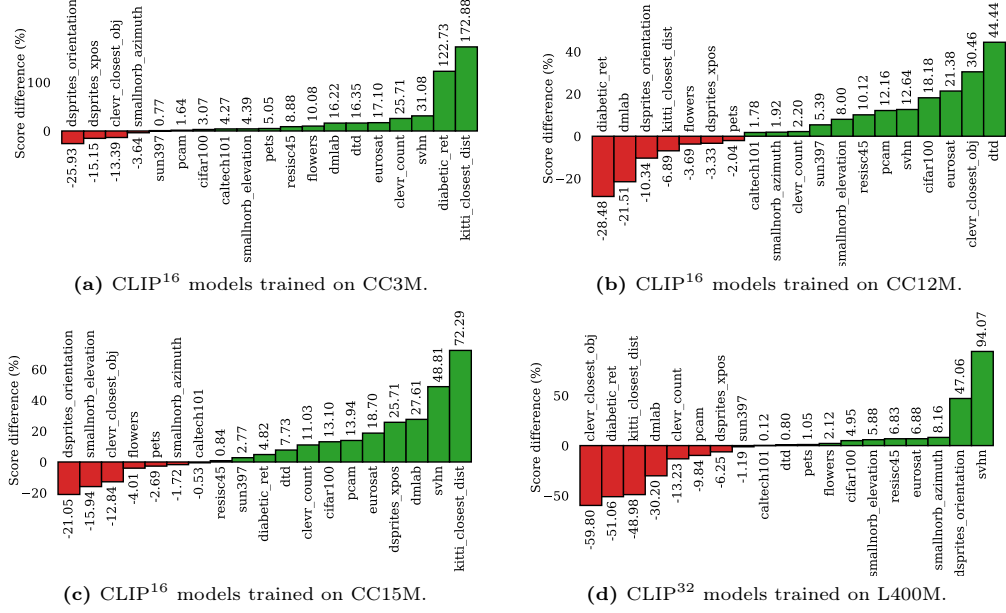 Score difference (%)
100
0
dsprites_orientation
dsprites_xpos
clevr_closest_obj
smallnorb_azimuth
0.77
1.64
3.07
4.27
4.39
5.05
8.88
10.08
16.22
16.35
17.10
25.71
31.08
122.73
172.88
-25.93
-15.15
-13.39
-3.64
sun397
pcam
cifar100
caltech101
smallnorb_elevation
pets
resisc45
flowers
dmlab
dtd
eurosat
clevr_count
svhn
diabetic_ret
kitti_closest_dist
(a) CLIP16 models trained on CC3M.
Score difference (%)
40
20
0
−20
diabetic_ret
dmlab
dsprites_orientation
kitti_closest_dist
flowers
dsprites_xpos
pets
1.78
1.92
2.20
5.39
8.00
10.12
12.16
12.64
18.18
21.38
30.46
44.44
-28.48
-21.51
-10.34
-6.89
-3.69
-3.33
-2.04
caltech101
smallnorb_azimuth
clevr_count
sun397
smallnorb_elevation
resisc45
pcam
svhn
cifar100
eurosat
clevr_closest_obj
dtd
(b) CLIP16 models trained on CC12M.
Score difference (%)
60
40
20
0
−20
dsprites_orientation
smallnorb_elevation
clevr_closest_obj
flowers
pets
smallnorb_azimuth
caltech101
0.84
2.77
4.82
7.73
11.03
13.10
13.94
18.70
25.71
27.61
48.81
72.29
-21.05
-15.94
-12.84
-4.01
-2.69
-1.72
-0.53
resisc45
sun397
diabetic_ret
dtd
clevr_count
cifar100
pcam
eurosat
dsprites_xpos
dmlab
svhn
kitti_closest_dist
(c) CLIP16 models trained on CC15M.
Score difference (%)
50
0
−50
clevr_closest_obj
diabetic_ret
kitti_closest_dist
dmlab
clevr_count
pcam
dsprites_xpos
sun397
0.12
0.80
1.05
2.12
4.95
5.88
6.83
6.88
8.16
47.06
94.07
-59.80
-51.06
-48.98
-30.20
-13.23
-9.84
-6.25
-1.19
caltech101
dtd
pets
flowers
cifar100
smallnorb_elevation
resisc45
eurosat
smallnorb_azimuth
dsprites_orientation
svhn
(d) CLIP32 models trained on L400M.